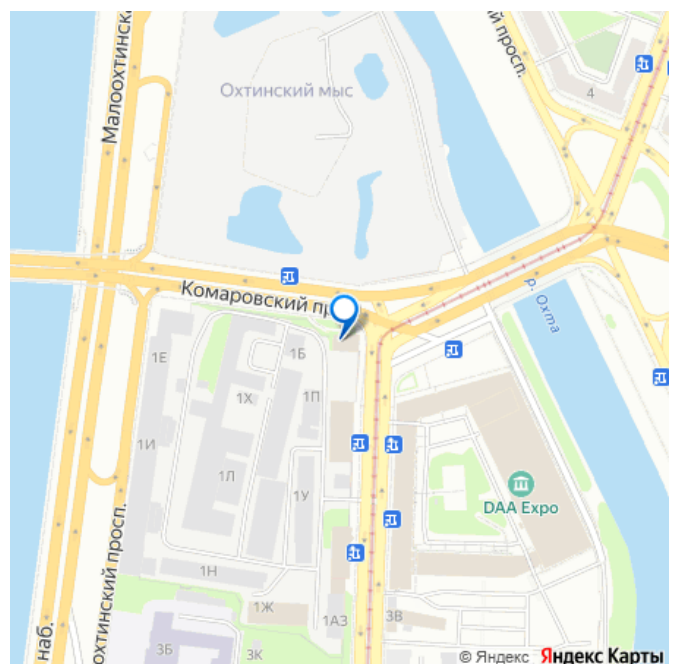 Малоохтинск
Охтинский мыс
й просп.
4
Комаровский пр
р. Охта
1Е
1Б
1Х
1П
1И
1Л
1У
DAA Expo
1Н
1Ж
1АЗ
3В
3Б
3К
наб.
охтинский просп.
© Яндекс Яндекс Карты